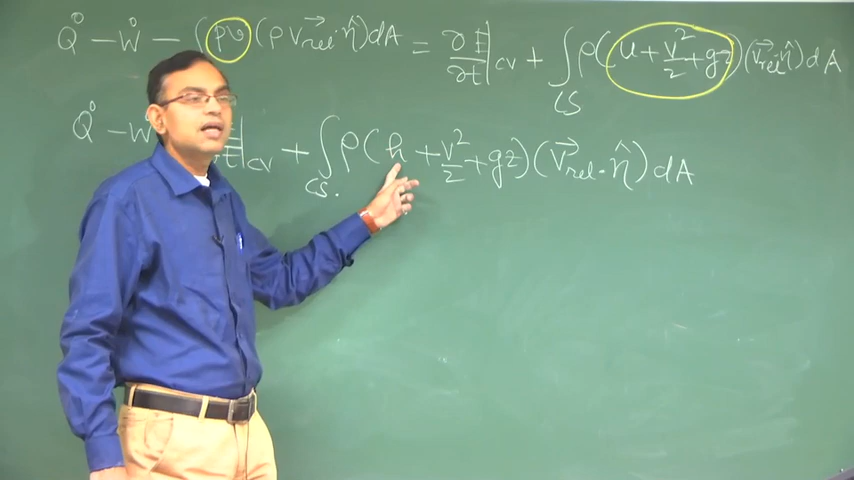 Q̇ − Ẇ − ∫ pv (ρ V⃗rel·n̂) dA = ∂E/∂t|CV + ∫CS ρ(u + V²/2 + gz)(V⃗rel·n̂) dA
Q̇ − Ẇ t|CV + ∫CS. ρ(h + V²/2 + gz)(V⃗rel·n̂) dA